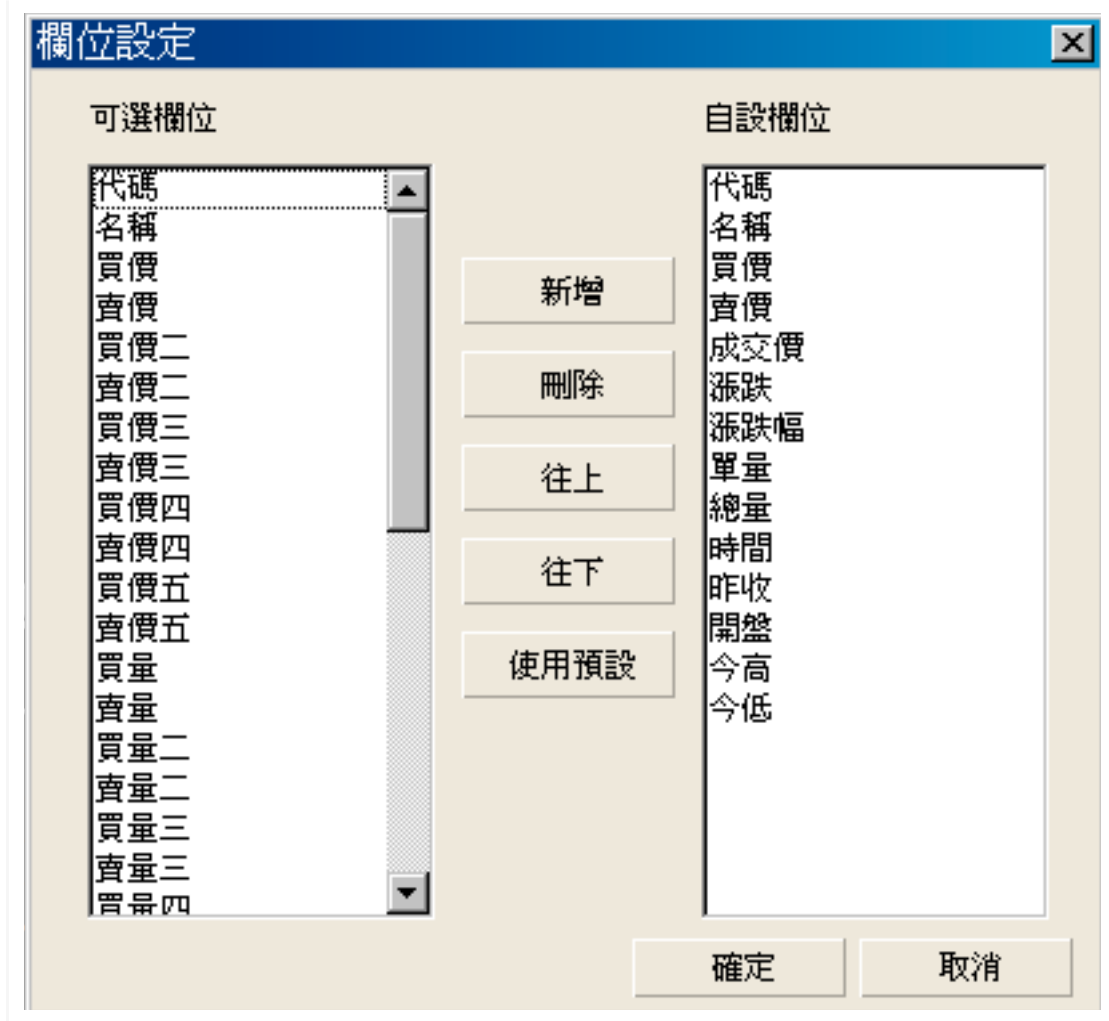 欄位設定
可選欄位
代碼
名稱
買價
賣價
買價二
賣價二
買價三
賣價三
買價四
賣價四
買價五
賣價五
買量
賣量
買量二
賣量二
買量三
賣量三
買量四
新增
刪除
往上
往下
使用預設
自設欄位
代碼
名稱
買價
賣價
成交價
漲跌
漲跌幅
單量
總量
時間
昨收
開盤
今高
今低
確定
取消